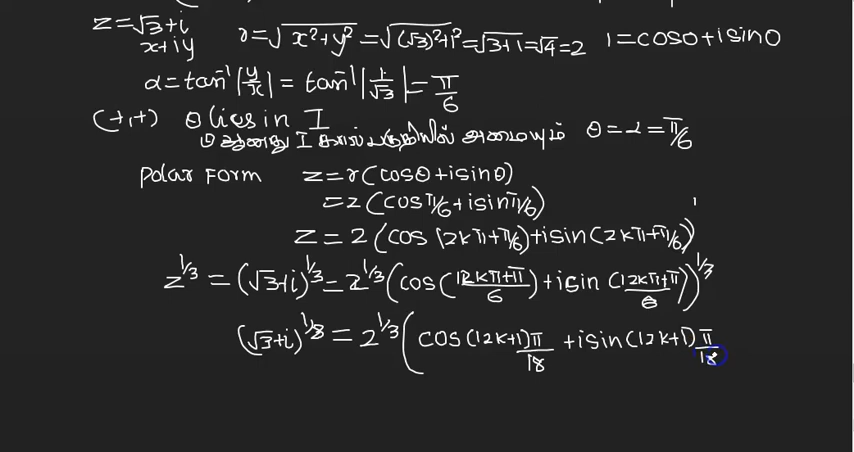 z=√3+i
x+iy r=√(x²+y²)=√((√3)²+1²)=√(3+1)=√4=2 1=cosθ+isinθ
α=tan⁻¹|y/x|=tan⁻¹|1/√3|=π/6
(+,+) θ lies in I
ஆனது I கால்பகுதியில் அமையும் θ=α=π/6
Polar Form z=r(cosθ+isinθ)
=2(cosπ/6+isinπ/6)
z=2(cos(2kπ+π/6)+isin(2kπ+π/6))
z^(1/3)=(√3+i)^(1/3)=2^(1/3)(cos((12kπ+π)/6)+isin((12kπ+π)/6))^(1/3)
(√3+i)^(1/3)=2^(1/3)(cos(12k+1)π/18+isin(12k+1)π/18